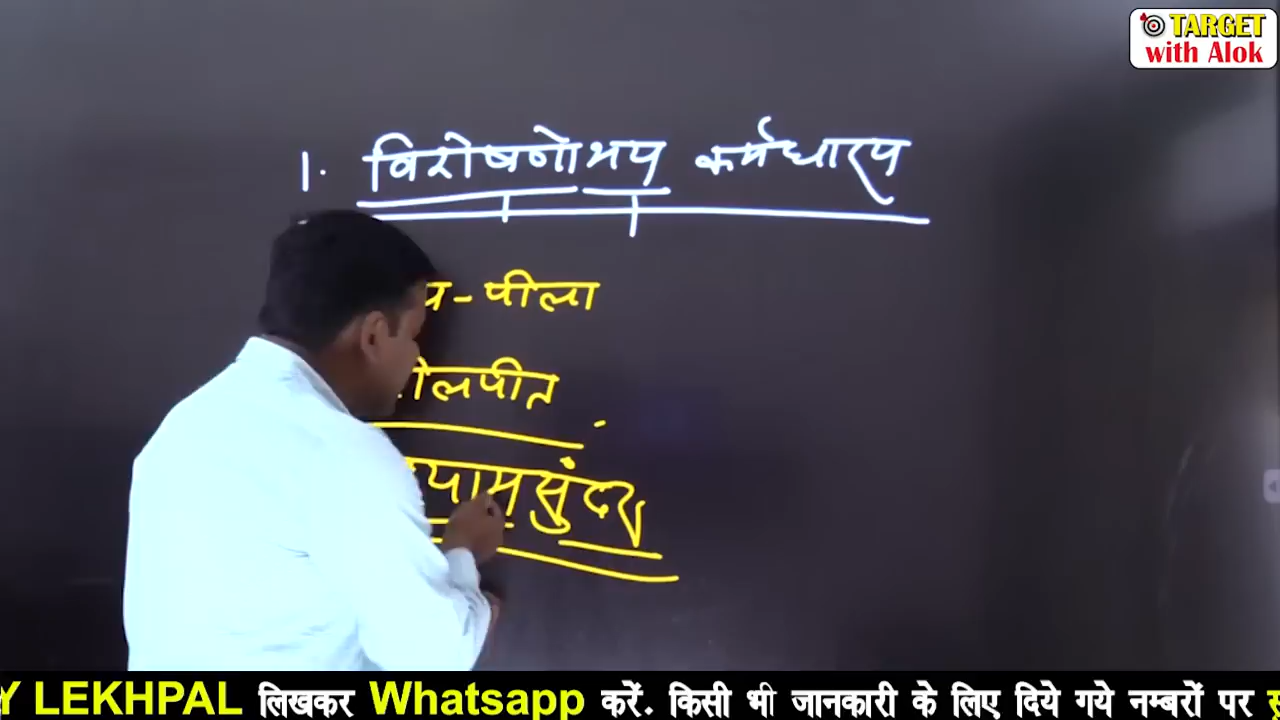 TARGET
with Alok
1. विशेषणोभय कर्मधारय
य-पीला
ीलपीत
यामसुंदर
Y LEKHPAL लिखकर Whatsapp करें. किसी भी जानकारी के लिए दिये गये नम्बरों पर